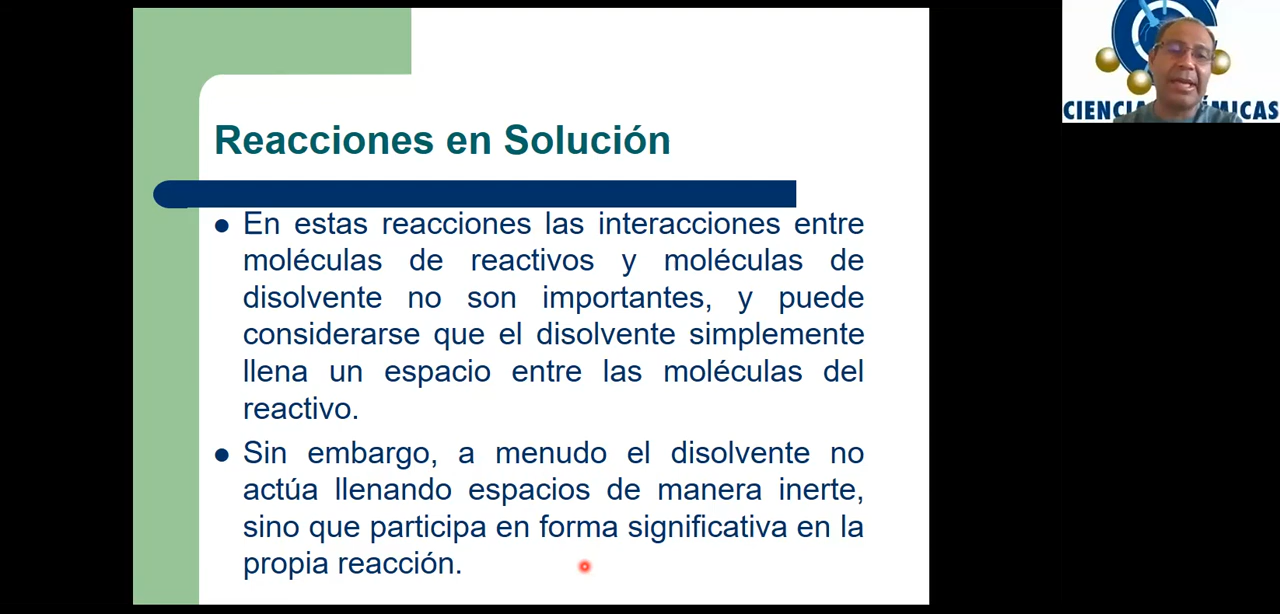 Reacciones en Solución
En estas reacciones las interacciones entre
moléculas de reactivos y moléculas de
disolvente no son importantes, y puede
considerarse que el disolvente simplemente
llena un espacio entre las moléculas del
reactivo.
Sin embargo, a menudo el disolvente no
actúa llenando espacios de manera inerte,
sino que participa en forma significativa en la
propia reacción.